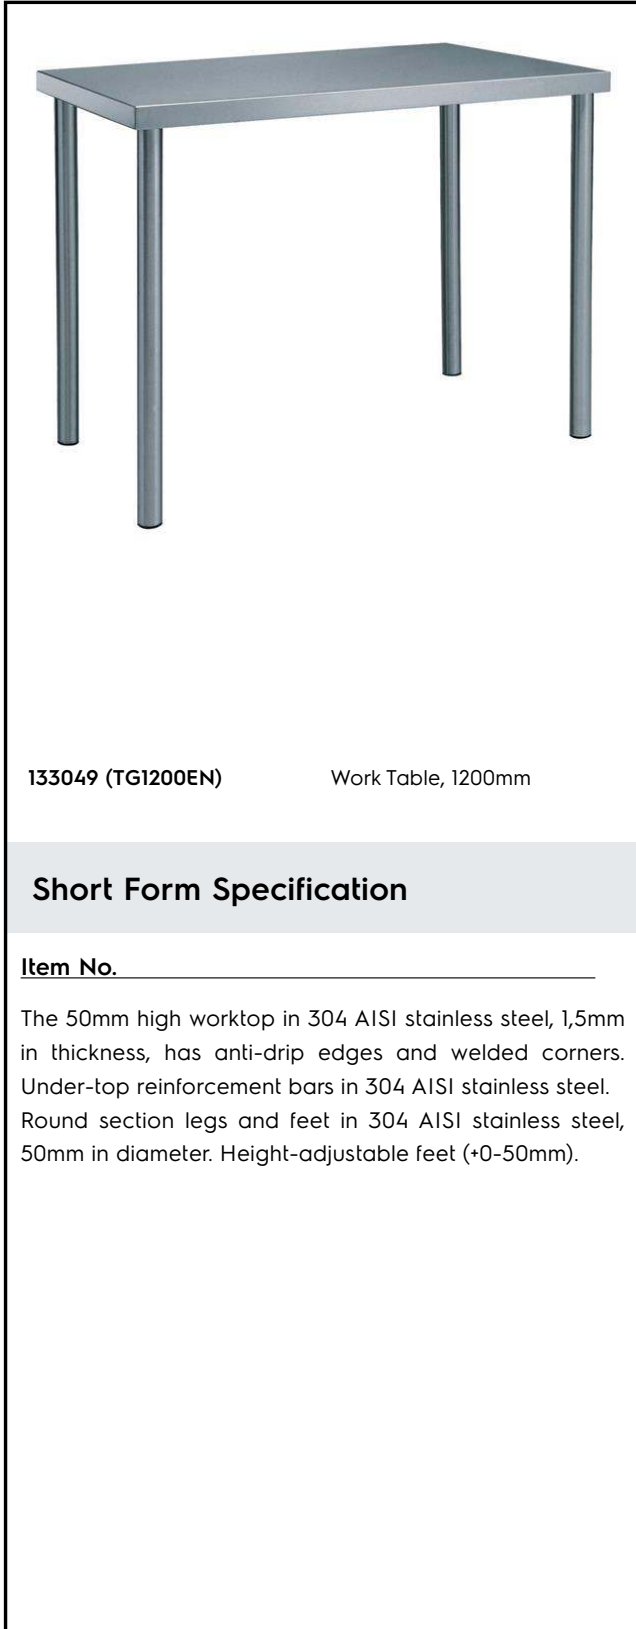 133049 (TG1200EN) Work Table, 1200mm
Short Form Specification
Item No.
The 50mm high worktop in 304 AISI stainless steel, 1,5mm
in thickness, has anti-drip edges and welded corners.
Under-top reinforcement bars in 304 AISI stainless steel.
Round section legs and feet in 304 AISI stainless steel,
50mm in diameter. Height-adjustable feet (+0-50mm).